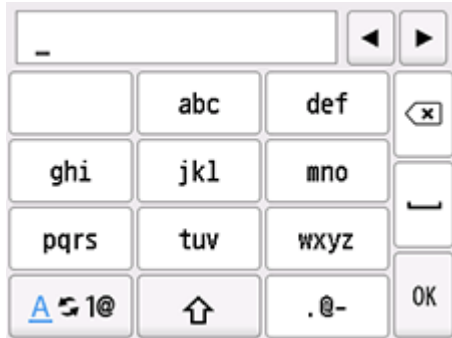 _
abc def
ghi jkl mno
pqrs tuv wxyz
A 1@ .@- OK